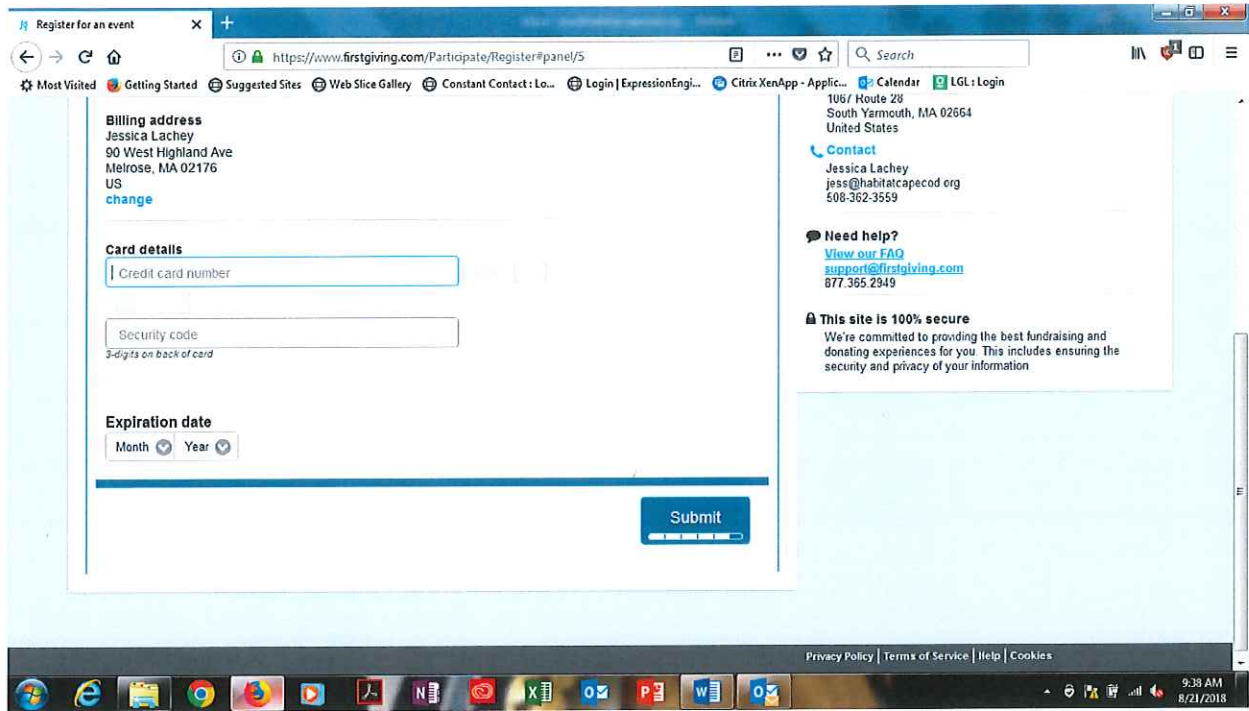 Register for an event
https://www.firstgiving.com/Participate/Register#panel/5
Search
Most Visited Getting Started Suggested Sites Web Slice Gallery Constant Contact : Lo... Login | ExpressionEngi... Citrix XenApp - Applic... Calendar LGL : Login
Billing address
Jessica Lachey
90 West Highland Ave
Melrose, MA 02176
US
change
Card details
Credit card number
Security code
3-digits on back of card
Expiration date
Month Year
Submit
1067 Route 28
South Yarmouth, MA 02664
United States
Contact
Jessica Lachey
jess@habitatcapecod.org
508-362-3559
Need help?
View our FAQ
support@firstgiving.com
877.365.2949
This site is 100% secure
We're committed to providing the best fundraising and
donating experiences for you. This includes ensuring the
security and privacy of your information
Privacy Policy | Terms of Service | Help | Cookies
9:38 AM
8/21/2018